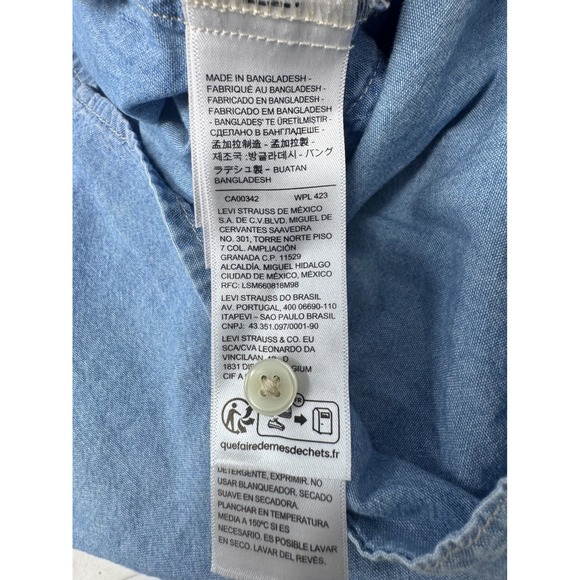 MADE IN BANGLADESH -
FABRIQUÉ AU BANGLADESH -
FABRICADO EN BANGLADESH -
FABRICADO EM BANGLADESH -
BANGLADEŞ' TE ÜRETİLMİŞTİR -
СДЕЛАНО В БАНГЛАДЕШЕ -
孟加拉制造 - 孟加拉製 -
제조국 :방글라데시 - バング
ラデシュ製 - BUATAN
BANGLADESH
CA00342 WPL 423
LEVI STRAUSS DE MÉXICO
S.A. DE C.V.BLVD. MIGUEL DE
CERVANTES SAAVEDRA
NO. 301, TORRE NORTE PISO
7 COL. AMPLIACIÓN
GRANADA C.P. 11529
ALCALDÍA. MIGUEL HIDALGO
CIUDAD DE MÉXICO, MÉXICO
RFC: LSM660818M98
LEVI STRAUSS DO BRASIL
AV. PORTUGAL, 400 06690-110
ITAPEVI – SAO PAULO BRASIL
CNPJ: 43.351.097/0001-90
LEVI STRAUSS & CO. EU
SCA/CVA LEONARDO DA
VINCILAAN
1831
CIF A
FR
quefairedemesdechets.fr
DETERGENTE, EXPRIMIR. NO
USAR BLANQUEADOR. SECADO
SUAVE EN SECADORA.
PLANCHAR EN TEMPERATURA
MEDIA A 150ºC SI ES
NECESARIO. ES POSIBLE LAVAR
EN SECO. LAVAR DEL REVÉS.